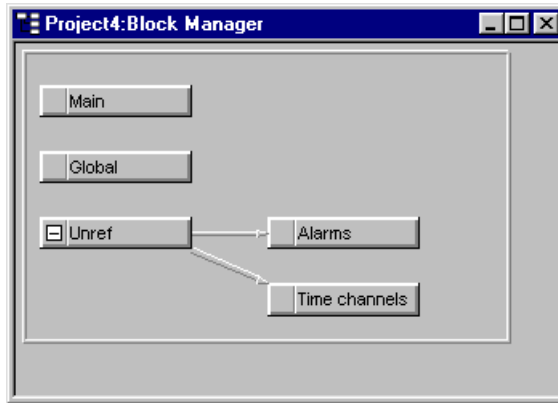 Project4:Block Manager
Main
Global
Unref
Alarms
Time channels